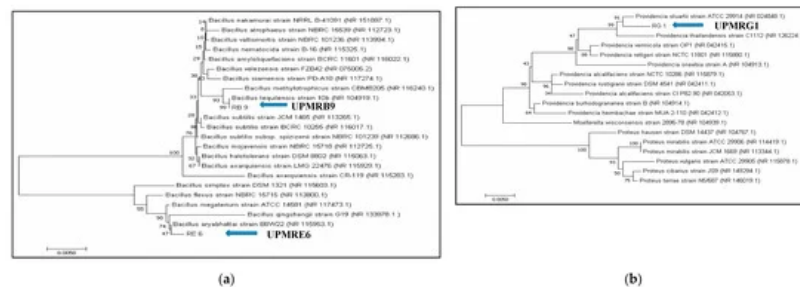 Bacillus nakamurai strain NRRL B-41091 (NR 151897.1)
Bacillus atrophaeus strain NBRC 15539 (NR 112723.1)
Bacillus vallismortis strain NBRC 101236 (NR 113994.1)
Bacillus nematocida strain B-16 (NR 115325.1)
Bacillus amyloliquefaciens strain BCRC 11601 (NR 116022.1)
Bacillus velezensis strain FZB42 (NR 075005.2)
Bacillus siamensis strain PD-A10 (NR 117274.1)
Bacillus methylotrophicus strain CBMB205 (NR 116240.1)
Bacillus tequilensis strain 10b (NR 104919.1)
RB 9
UPMRB9
Bacillus subtilis strain JCM 1465 (NR 113265.1)
Bacillus subtilis strain BCRC 10255 (NR 116017.1)
Bacillus subtilis subsp. spizizenii strain NBRC 101239 (NR 112686.1)
Bacillus mojavensis strain NBRC 15718 (NR 112725.1)
Bacillus halotolerans strain DSM 8802 (NR 115063.1)
Bacillus axarquiensis strain LMG 22476 (NR 115929.1)
Bacillus axarquiensis strain CR-119 (NR 115283.1)
Bacillus simplex strain DSM 1321 (NR 115603.1)
Bacillus flexus strain NBRC 15715 (NR 113800.1)
Bacillus megaterium strain ATCC 14581 (NR 117473.1)
Bacillus qingshengii strain G19 (NR 133978.1)
Bacillus aryabhattai strain B8W22 (NR 115953.1)
RE 6
UPMRE6
(a)
Providencia stuartii strain ATCC 29914 (NR 024848.1)
RG 1
UPMRG1
Providencia thailandensis strain C1112 (NR 126224
Providencia vermicola strain OP1 (NR 042415.1)
Providencia rettgeri strain NCTC 11801 (NR 115880.1)
Providencia sneebia strain A (NR 104913.1)
Providencia alcalifaciens strain NCTC 10286 (NR 115879.1)
Providencia rustigianii strain DSM 4541 (NR 042411.1)
Providencia alcalifaciens strain CIP82.90 (NR 042053.1)
Providencia burhodogranariea strain B (NR 104914.1)
Providencia heimbachae strain MUA 2-110 (NR 042412.1)
Moellerella wisconsensis strain 2896-78 (NR 104939.1)
Proteus hauseri strain DSM 14437 (NR 104767.1)
Proteus mirabilis strain ATCC 29906 (NR 114419.1)
Proteus mirabilis strain JCM 1669 (NR 113344.1)
Proteus vulgaris strain ATCC 29905 (NR 115878.1)
Proteus cibarius strain JS9 (NR 149294.1)
Proteus terrae strain N5/687 (NR 146019.1)
(b)